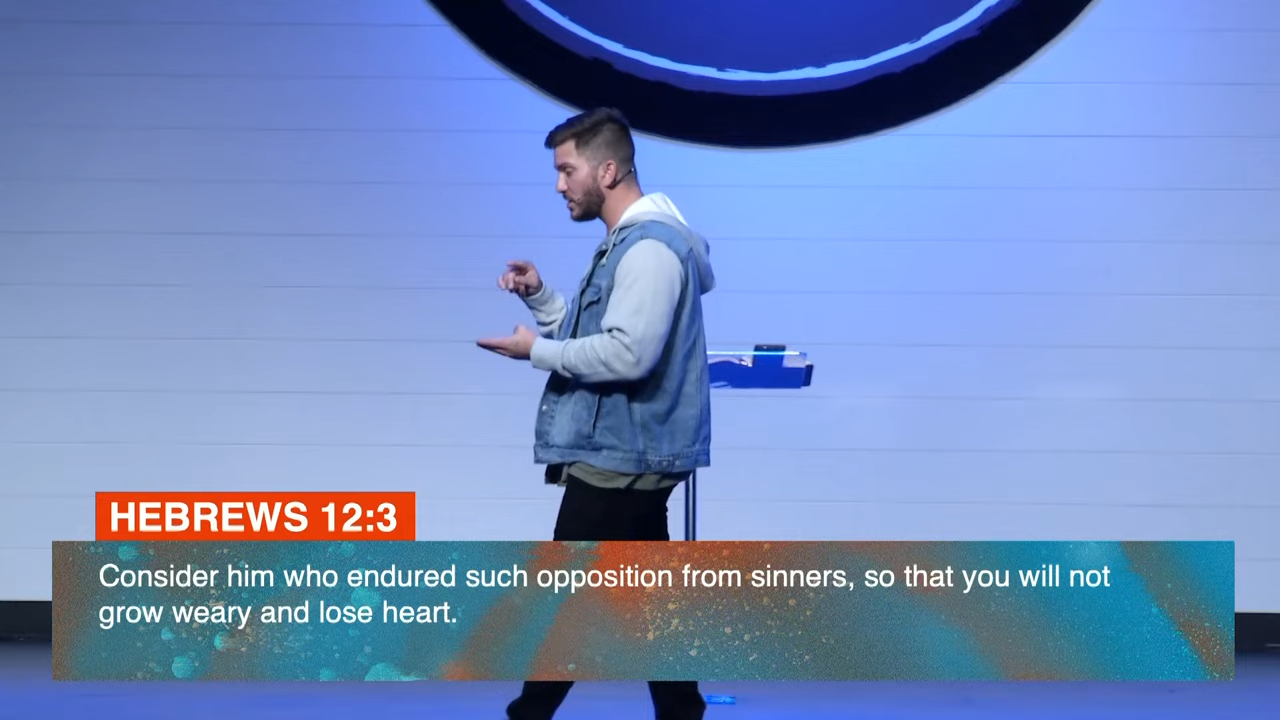 HEBREWS 12:3
Consider him who endured such opposition from sinners, so that you will not
grow weary and lose heart.